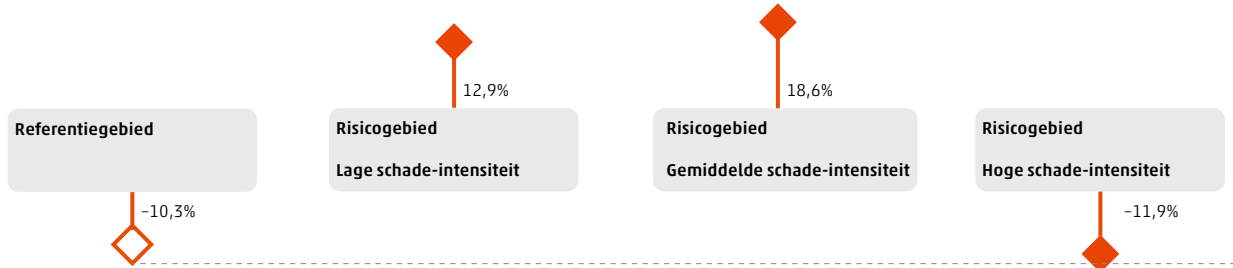 12,9%
18,6%
Referentiegebied
Risicogebied
Lage schade-intensiteit
Risicogebied
Gemiddelde schade-intensiteit
Risicogebied
Hoge schade-intensiteit
–10,3%
–11,9%